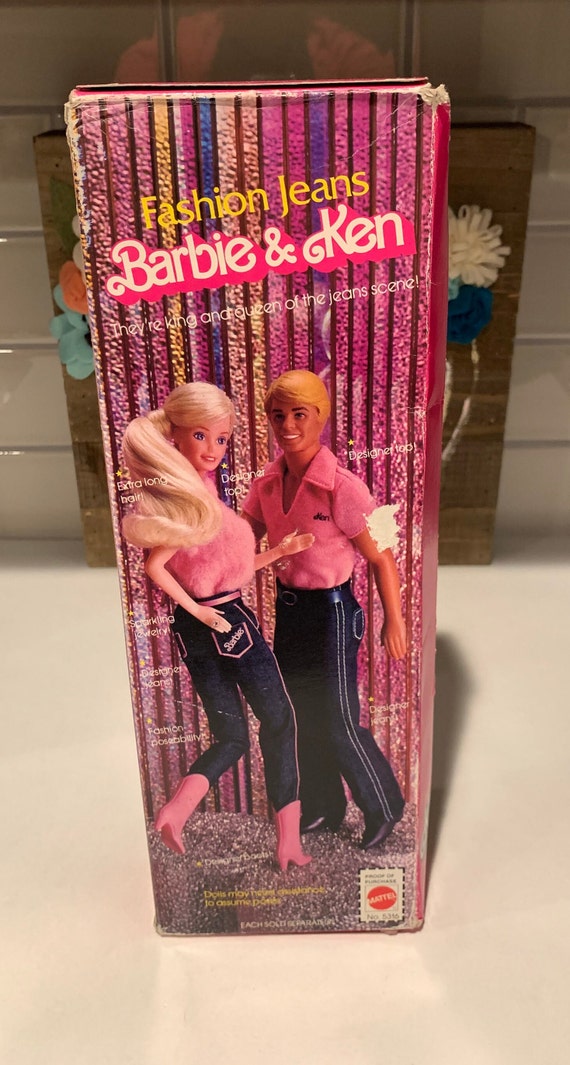 Fashion Jeans
Barbie & Ken
They're king and queen of the jeans scene!
Extra long
hair!
Designer
top!
Designer top!
Ken
Sparkling
jewelry!
Barbie
Designer
jeans!
Fashion
poseability!
Designer
jeans!
Designer boots!
Dolls may need assistance
to assume poses.
EACH SOLD SEPARATELY.
PROOF OF
PURCHASE
MATTEL
No. 5316